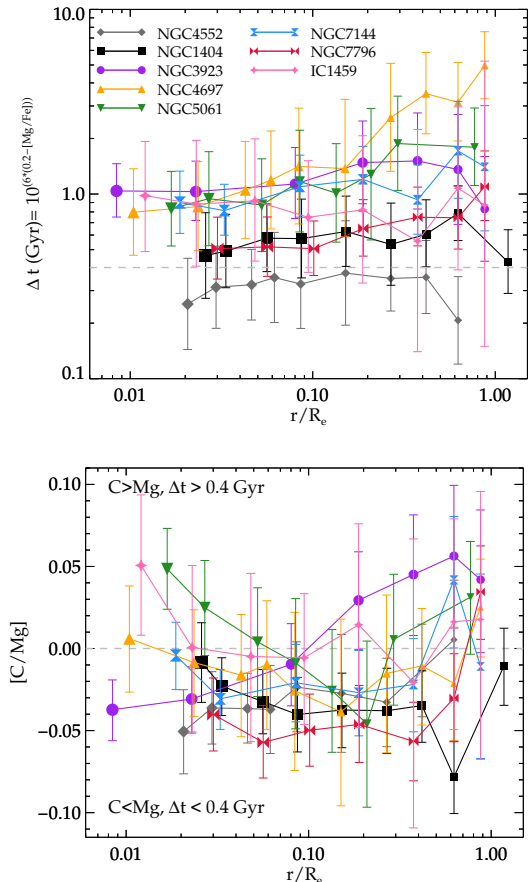 10.0
NGC4552 NGC7144
NGC1404 NGC7796
NGC3923 IC1459
NGC4697
NGC5061
Δ t (Gyr)= 10^(6*(0.2-[Mg/Fe]))
1.0
0.1
0.01 0.10 1.00
r/R_e
0.10
C>Mg, Δt > 0.4 Gyr
0.05
[C/Mg]
0.00
−0.05
−0.10
C<Mg, Δt < 0.4 Gyr
0.01 0.10 1.00
r/R_e